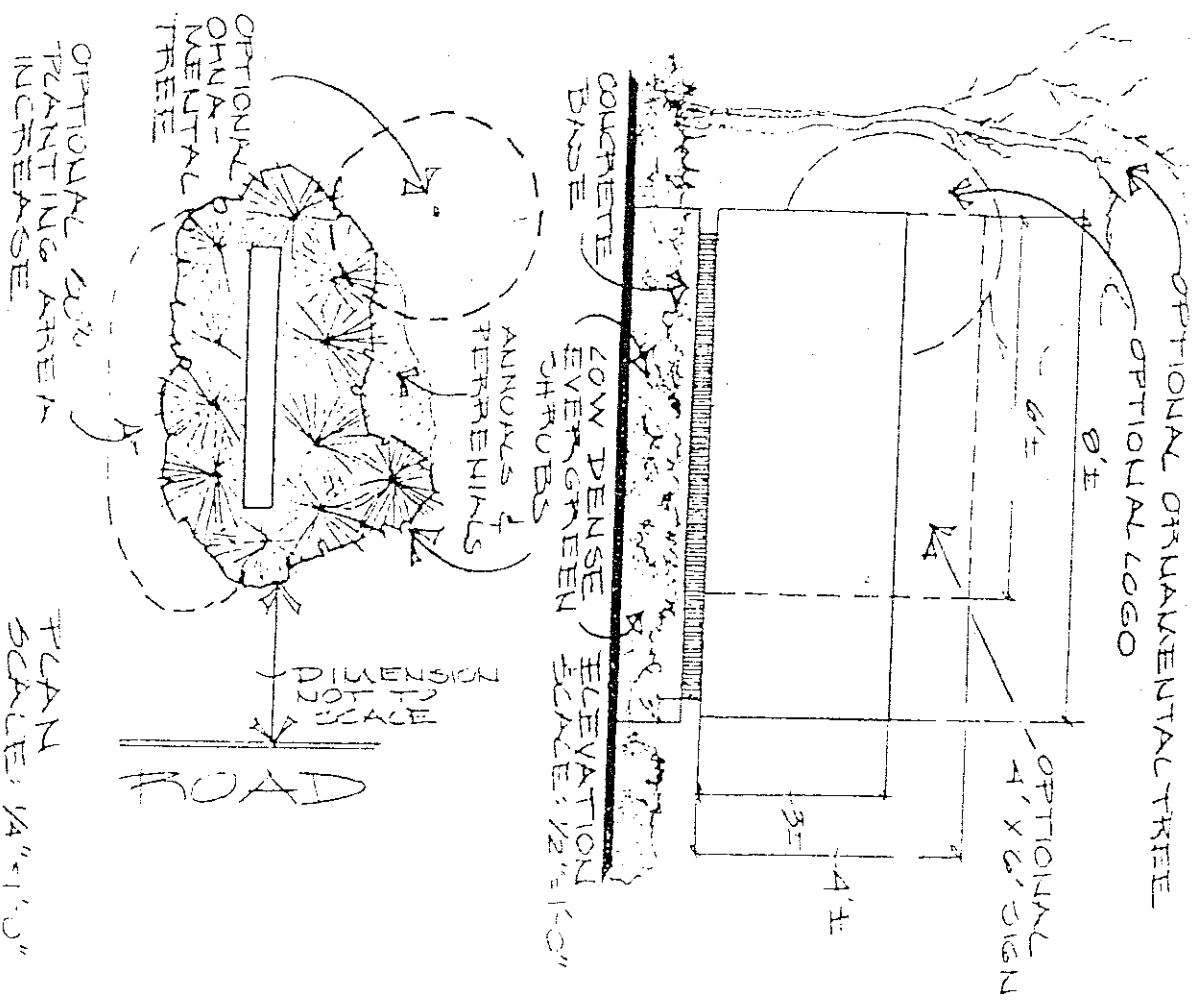 OPTIONAL ORNAMENTAL TREE
OPTIONAL LOGO
OPTIONAL
4' X 6' SIGN
8'±
6'±
3'±
4'±
CONCRETE
BASE
LOW DENSE
EVERGREEN
SHRUBS
ELEVATION
SCALE: 1/2"=1'-0"
ANNUALS &
PERRENIALS
OPTIONAL
ORNA-
MENTAL
TREE
OPTIONAL
PLANTING AREA
INCREASE
DIMENSION
NOT TO
SCALE
ROAD
PLAN
SCALE: 1/4"=1'-0"